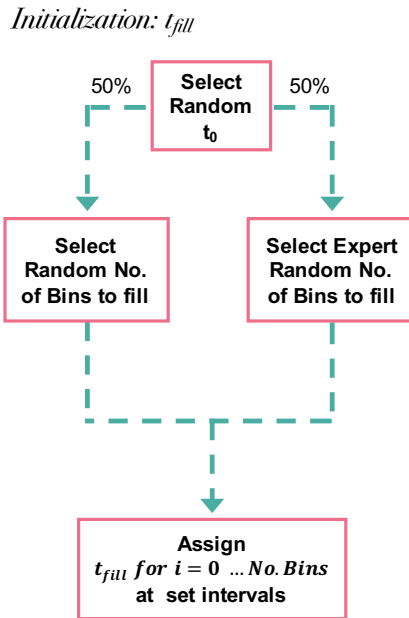 Initialization: t_fill
50%
Select
Random
t₀
50%
Select
Random No.
of Bins to fill
Select Expert
Random No.
of Bins to fill
Assign
t_fill for i = 0 ... No. Bins
at set intervals